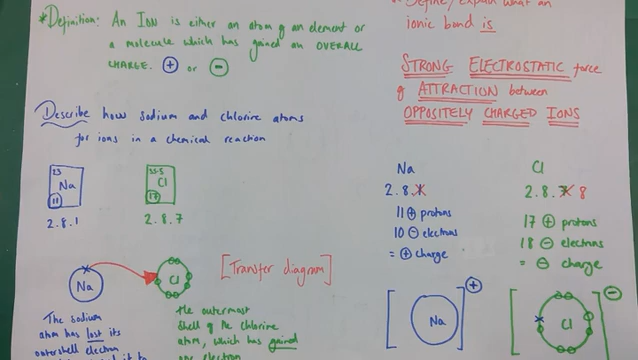 *Definition: An Ion is either an atom of an element or
a molecule which has gained an OVERALL
CHARGE. + or -
Describe how sodium and chlorine atoms
for ions in a chemical reaction
23
Na
11
2.8.1
35.5
Cl
17
2.8.7
Na
Cl
[Transfer diagram]
The sodium
atom has lost its
outershell electron
it to
The outermost
shell of the chlorine
atom, which has gained
one electron
Define/explain what an
ionic bond is
STRONG ELECTROSTATIC force
of ATTRACTION between
OPPOSITELY CHARGED IONS
Na
2.8.1
11 + protons
10 - electrons
= + charge
[Na] +
Cl
2.8.7 8
17 + protons
18 - electrons
= - charge
[Cl] -